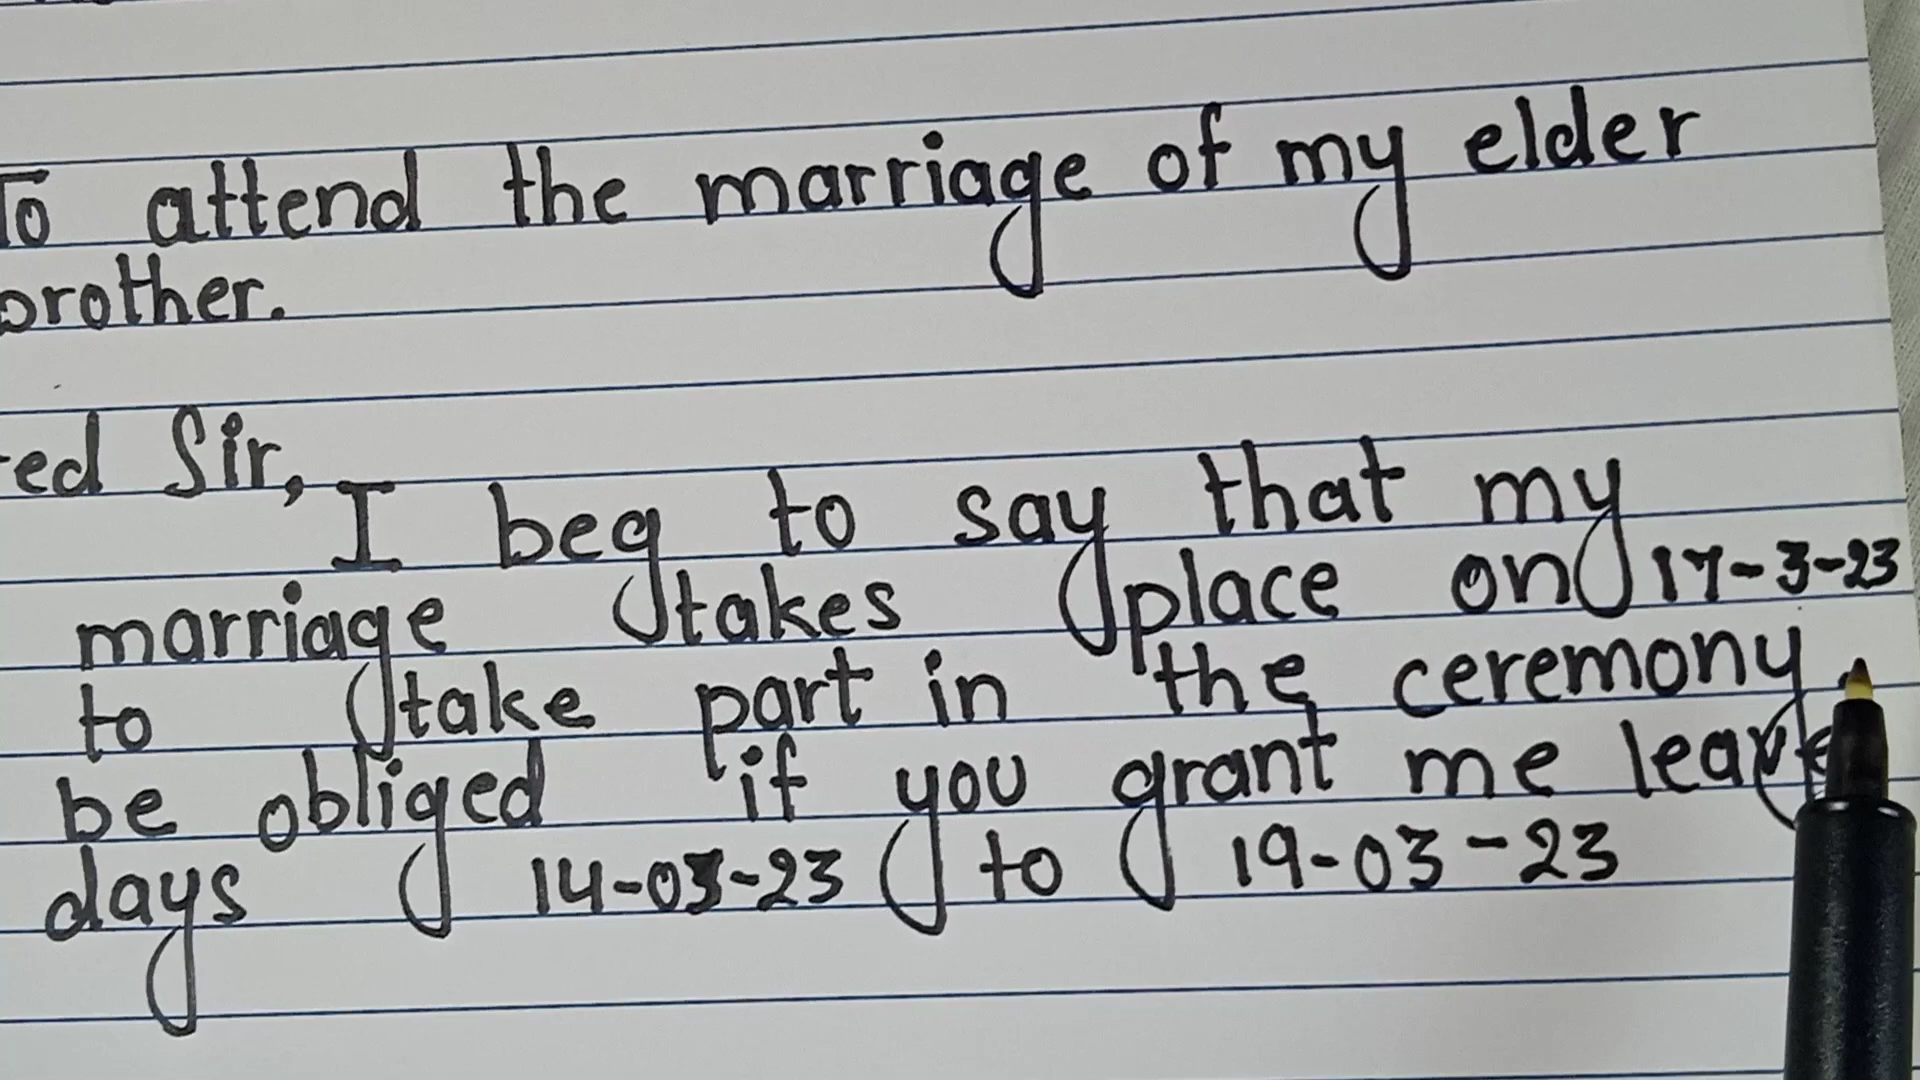 To attend the marriage of my elder
brother.
ed Sir,
I beg to say that my
marriage takes place on 17-3-23
to take part in the ceremony
be obliged if you grant me leave
days 14-03-23 to 19-03-23